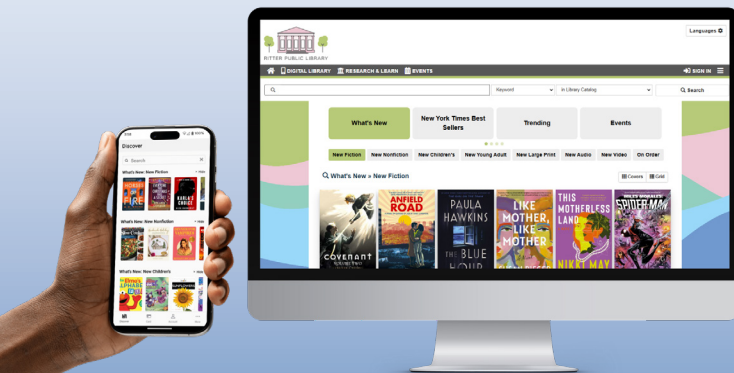 Discover
Search
What's New: New Fiction
What's New: New Nonfiction
What's New: New Children's
RITTER PUBLIC LIBRARY
Languages
DIGITAL LIBRARY RESEARCH & LEARN EVENTS
SIGN IN
Keyword
in Library Catalog
Search
What's New
New York Times Best
Sellers
Trending
Events
New Fiction New Nonfiction New Children's New Young Adult New Large Print New Audio New Video On Order
What's New » New Fiction
Covers Grid
COVENANT
ANFIELD
ROAD
PAULA
HAWKINS
THE BLUE
HOUR
LIKE
MOTHER,
LIKE
MOTHER
THIS
MOTHERLESS
LAND
NIKKI MAY
MILES MORALES
SPIDER-MAN